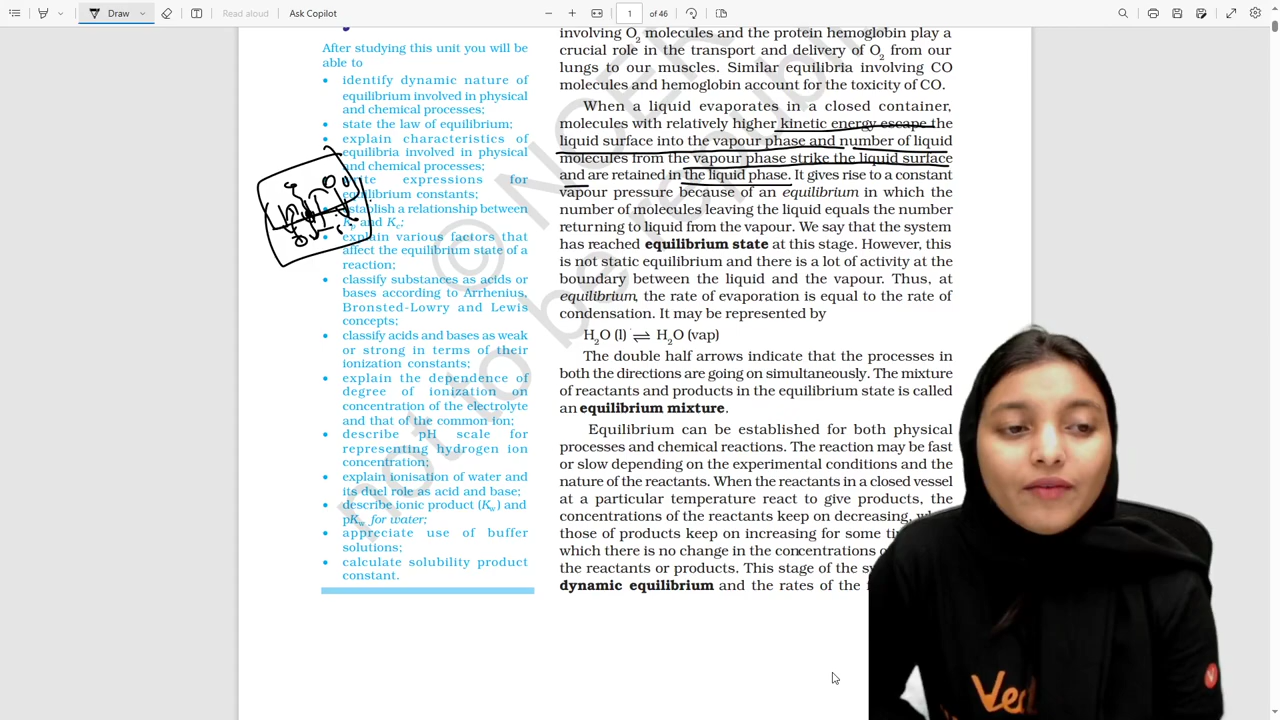 Draw
Read aloud
Ask Copilot
1 of 46
After studying this unit you will be
able to
• identify dynamic nature of
equilibrium involved in physical
and chemical processes;
• state the law of equilibrium;
• explain characteristics of
equilibria involved in physical
and chemical processes;
expressions for
equilibrium constants;
establish a relationship between
and Kc;
• explain various factors that
affect the equilibrium state of a
reaction;
• classify substances as acids or
bases according to Arrhenius,
Bronsted-Lowry and Lewis
concepts;
• classify acids and bases as weak
or strong in terms of their
ionization constants;
• explain the dependence of
degree of ionization on
concentration of the electrolyte
and that of the common ion;
• describe pH scale for
representing hydrogen ion
concentration;
• explain ionisation of water and
its duel role as acid and base;
• describe ionic product (Kw) and
pKw for water;
• appreciate use of buffer
solutions;
• calculate solubility product
constant.
involving O2 molecules and the protein hemoglobin play a
crucial role in the transport and delivery of O2 from our
lungs to our muscles. Similar equilibria involving CO
molecules and hemoglobin account for the toxicity of CO.
When a liquid evaporates in a closed container,
molecules with relatively higher kinetic energy escape the
liquid surface into the vapour phase and number of liquid
molecules from the vapour phase strike the liquid surface
and are retained in the liquid phase. It gives rise to a constant
vapour pressure because of an equilibrium in which the
number of molecules leaving the liquid equals the number
returning to liquid from the vapour. We say that the system
has reached equilibrium state at this stage. However, this
is not static equilibrium and there is a lot of activity at the
boundary between the liquid and the vapour. Thus, at
equilibrium, the rate of evaporation is equal to the rate of
condensation. It may be represented by
H2O (l) ⇌ H2O (vap)
The double half arrows indicate that the processes in
both the directions are going on simultaneously. The mixture
of reactants and products in the equilibrium state is called
an equilibrium mixture.
Equilibrium can be established for both physical
processes and chemical reactions. The reaction may be fast
or slow depending on the experimental conditions and the
nature of the reactants. When the reactants in a closed vessel
at a particular temperature react to give products, the
concentrations of the reactants keep on decreasing,
those of products keep on increasing for some
which there is no change in the concentrations
the reactants or products. This stage of the
dynamic equilibrium and the rates of the
© NCER
not to be republ
Ved